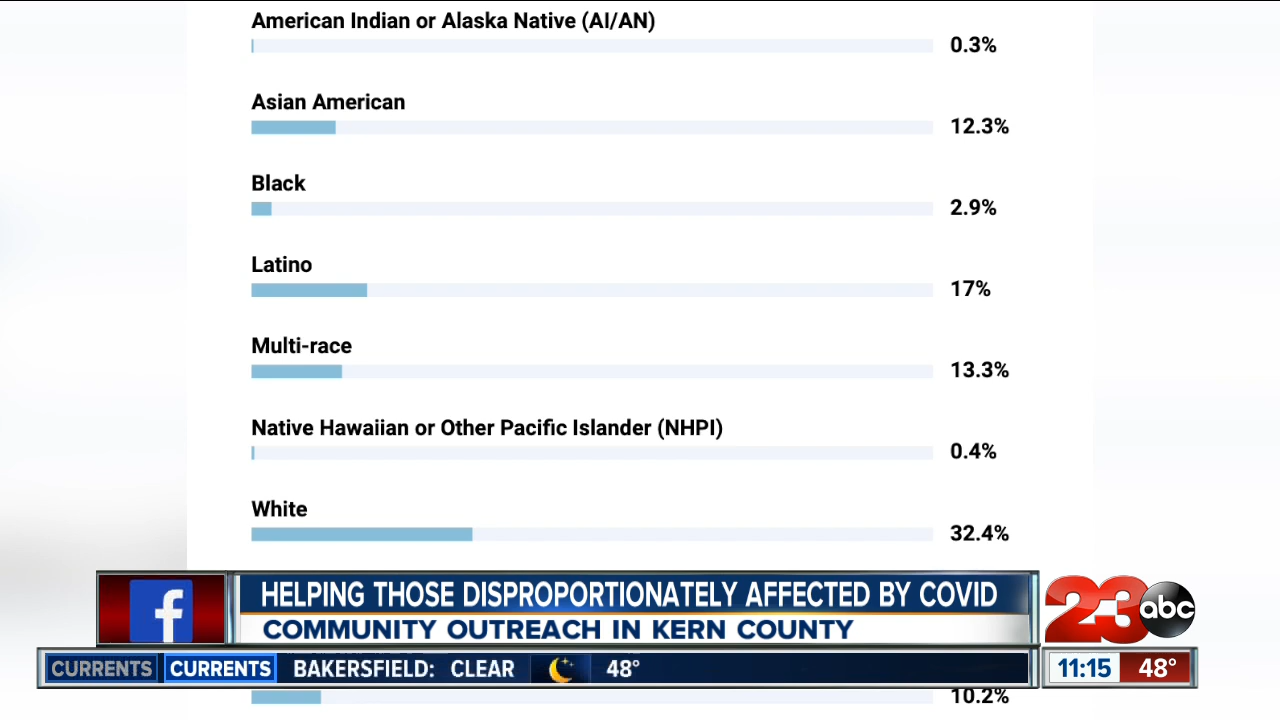 American Indian or Alaska Native (AI/AN)
0.3%
Asian American
12.3%
Black
2.9%
Latino
17%
Multi-race
13.3%
Native Hawaiian or Other Pacific Islander (NHPI)
0.4%
White
32.4%
HELPING THOSE DISPROPORTIONATELY AFFECTED BY COVID
COMMUNITY OUTREACH IN KERN COUNTY
23 abc
CURRENTS CURRENTS BAKERSFIELD: CLEAR 48°
11:15 48°
10.2%